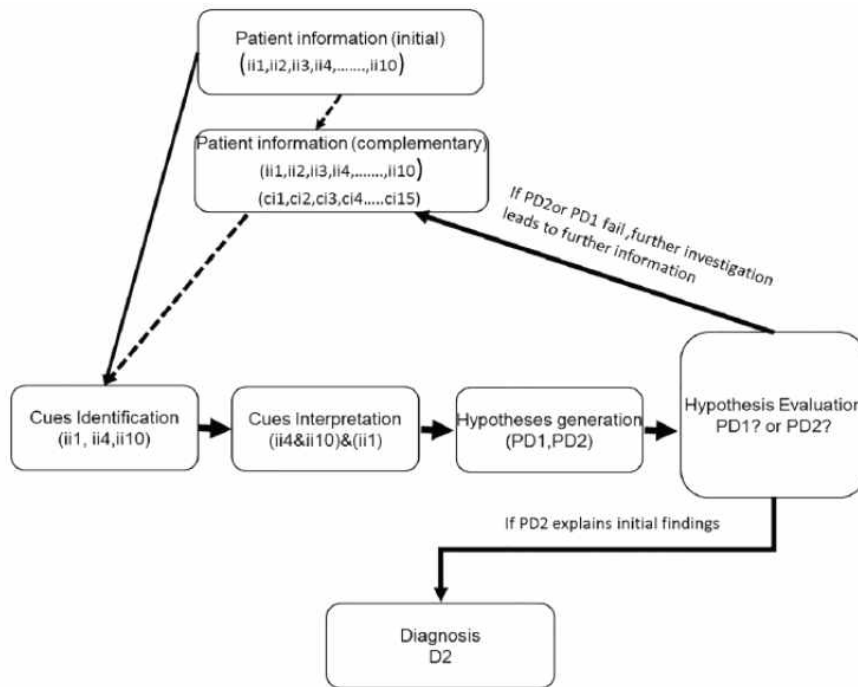 Patient information (initial)
(ii1,ii2,ii3,ii4,.......,ii10)
Patient information (complementary)
(ii1,ii2,ii3,ii4,.......,ii10)
(ci1,ci2,ci3,ci4.....ci15)
If PD2or PD1 fail ,further investigation
leads to further information
Cues Identification
(ii1, ii4,ii10)
Cues Interpretation
(ii4&ii10)&(ii1)
Hypotheses generation
(PD1,PD2)
Hypothesis Evaluation
PD1? or PD2?
If PD2 explains initial findings
Diagnosis
D2